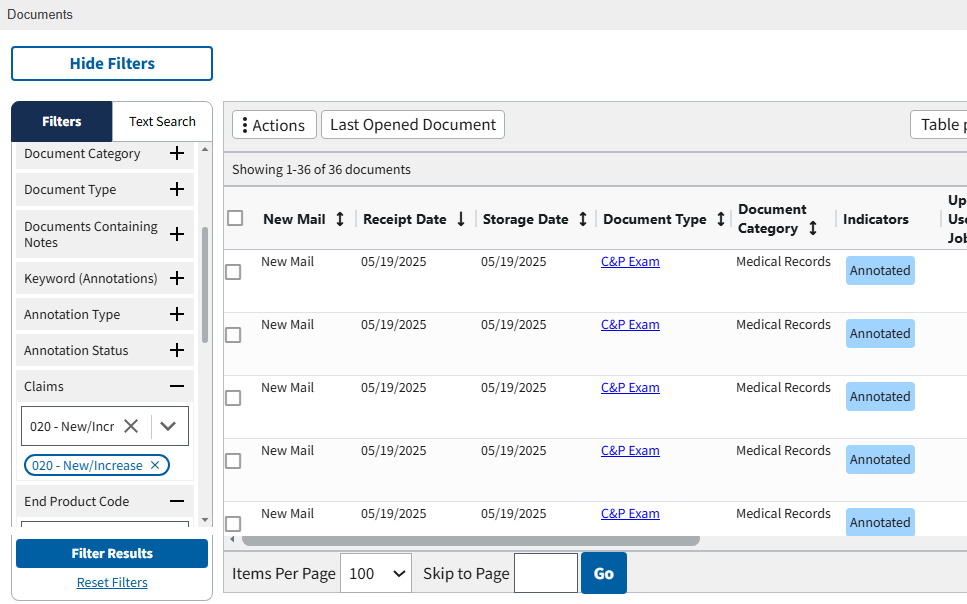 Documents
Hide Filters
Filters Text Search
Document Category
Document Type
Documents Containing
Notes
Keyword (Annotations)
Annotation Type
Annotation Status
Claims
020 - New/Incr
020 - New/Increase
End Product Code
Filter Results
Reset Filters
Actions Last Opened Document Table
Showing 1-36 of 36 documents
New Mail Receipt Date Storage Date Document Type Document Category Indicators
New Mail 05/19/2025 05/19/2025 C&P Exam Medical Records Annotated
New Mail 05/19/2025 05/19/2025 C&P Exam Medical Records Annotated
New Mail 05/19/2025 05/19/2025 C&P Exam Medical Records Annotated
New Mail 05/19/2025 05/19/2025 C&P Exam Medical Records Annotated
New Mail 05/19/2025 05/19/2025 C&P Exam Medical Records Annotated
Items Per Page 100 Skip to Page Go